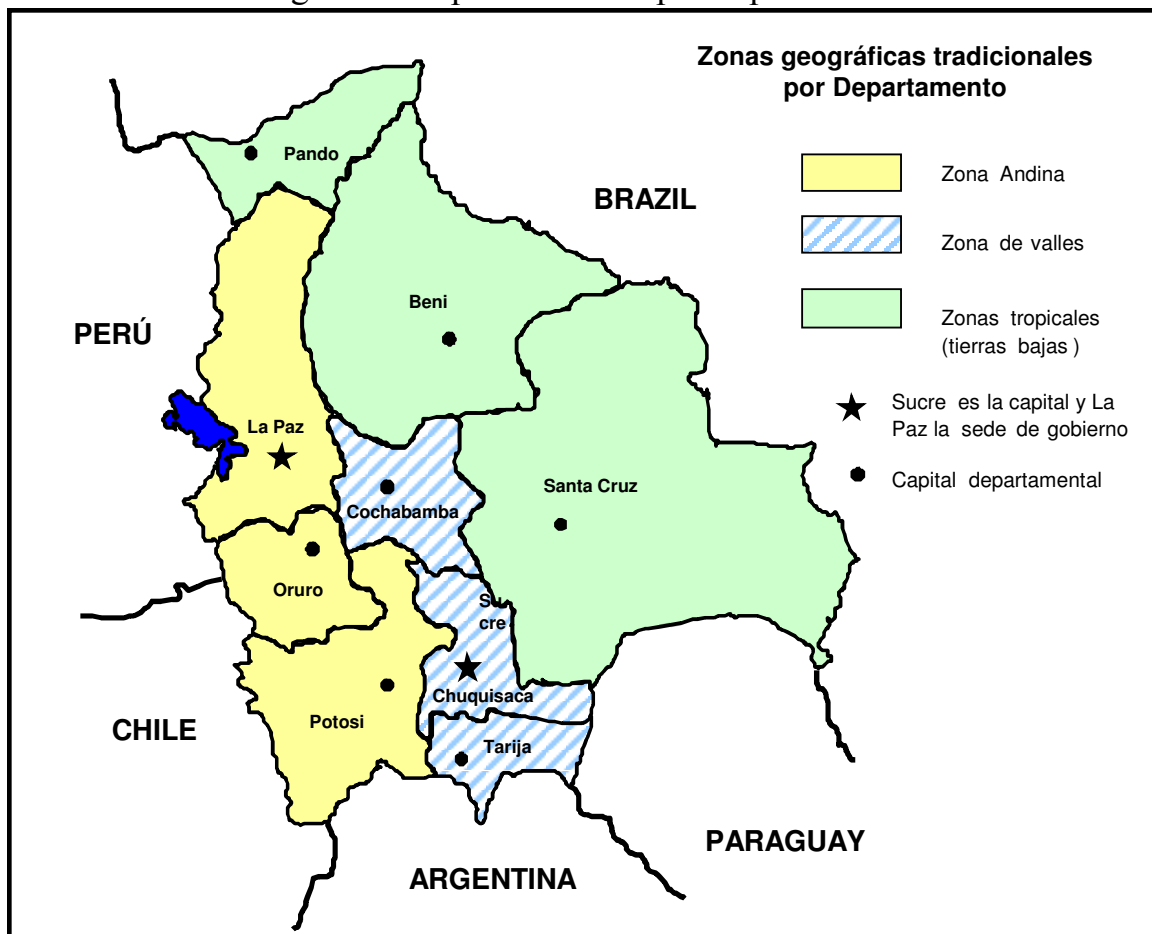 Zonas geográficas tradicionales
por Departamento
Zona Andina
Zona de valles
Zonas tropicales
(tierras bajas )
Sucre es la capital y La
Paz la sede de gobierno
Capital departamental
Pando
BRAZIL
Beni
PERÚ
La Paz
Santa Cruz
Cochabamba
Oruro
Su
cre
Chuquisaca
Potosi
CHILE
Tarija
PARAGUAY
ARGENTINA